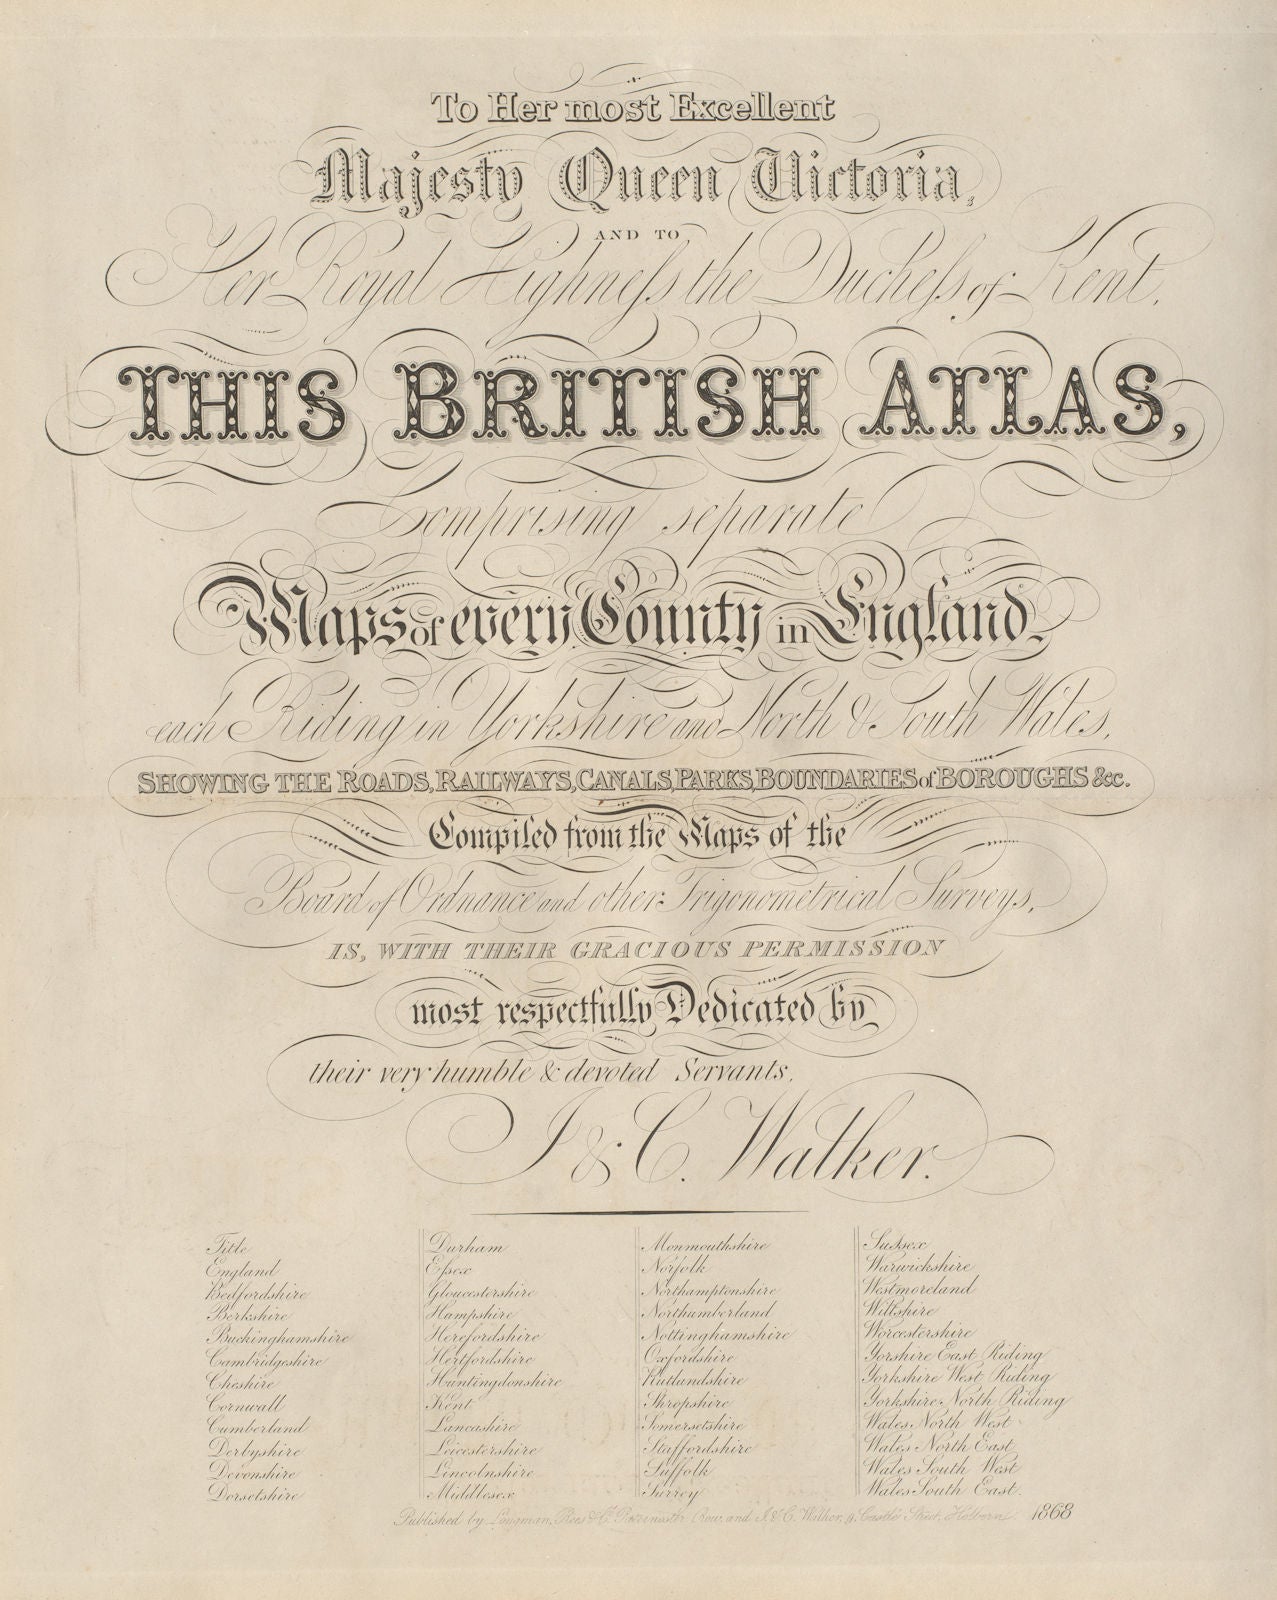 To Her most Excellent
Majesty Queen Victoria,
AND TO
Her Royal Highneſs the Ducheſs of Kent,
THIS BRITISH ATLAS,
Comprising separate
Maps of every County in England,
each Riding in Yorkshire and North & South Wales,
SHOWING THE ROADS, RAILWAYS, CANALS, PARKS, BOUNDARIES of BOROUGHS &c.
Compiled from the Maps of the
Board of Ordnance and other Trigonometrical Surveys,
IS, WITH THEIR GRACIOUS PERMISSION
most respectfully Dedicated by
their very humble & devoted Servants,
J & C. Walker.
Title
England
Bedfordshire
Berkshire
Buckinghamshire
Cambridgeshire
Cheshire
Cornwall
Cumberland
Derbyshire
Devonshire
Dorsetshire
Durham
Eſsex
Gloucestershire
Hampshire
Herefordshire
Hertfordshire
Huntingdonshire
Kent
Lancashire
Leicestershire
Lincolnshire
Middlesex
Monmouthshire
Norfolk
Northamptonshire
Northumberland
Nottinghamshire
Oxfordshire
Rutlandshire
Shropshire
Somersetshire
Staffordshire
Suffolk
Surrey
Sussex
Warwickshire
Westmoreland
Wiltshire
Worcestershire
Yorshire East Riding
Yorkshire West Riding
Yorkshire North Riding
Wales North West
Wales North East
Wales South West
Wales South East.
Published by Longman, Rees & Co. Paternoster Row, and J. & C. Walker, 9, Castle Street, Holborn. 1868